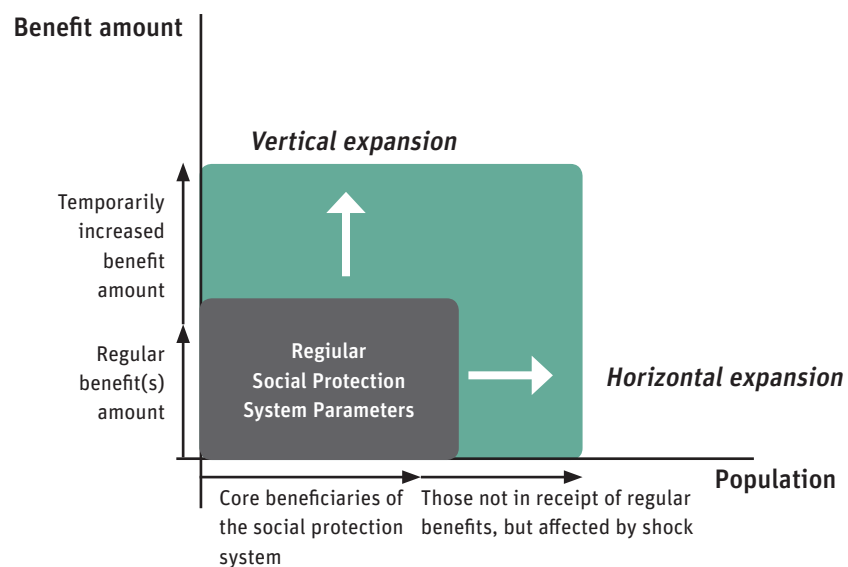 Benefit amount
Vertical expansion
Temporarily
increased
benefit
amount
Regular
benefit(s)
amount
Regiular
Social Protection
System Parameters
Horizontal expansion
Population
Core beneficiaries of
the social protection
system
Those not in receipt of regular
benefits, but affected by shock